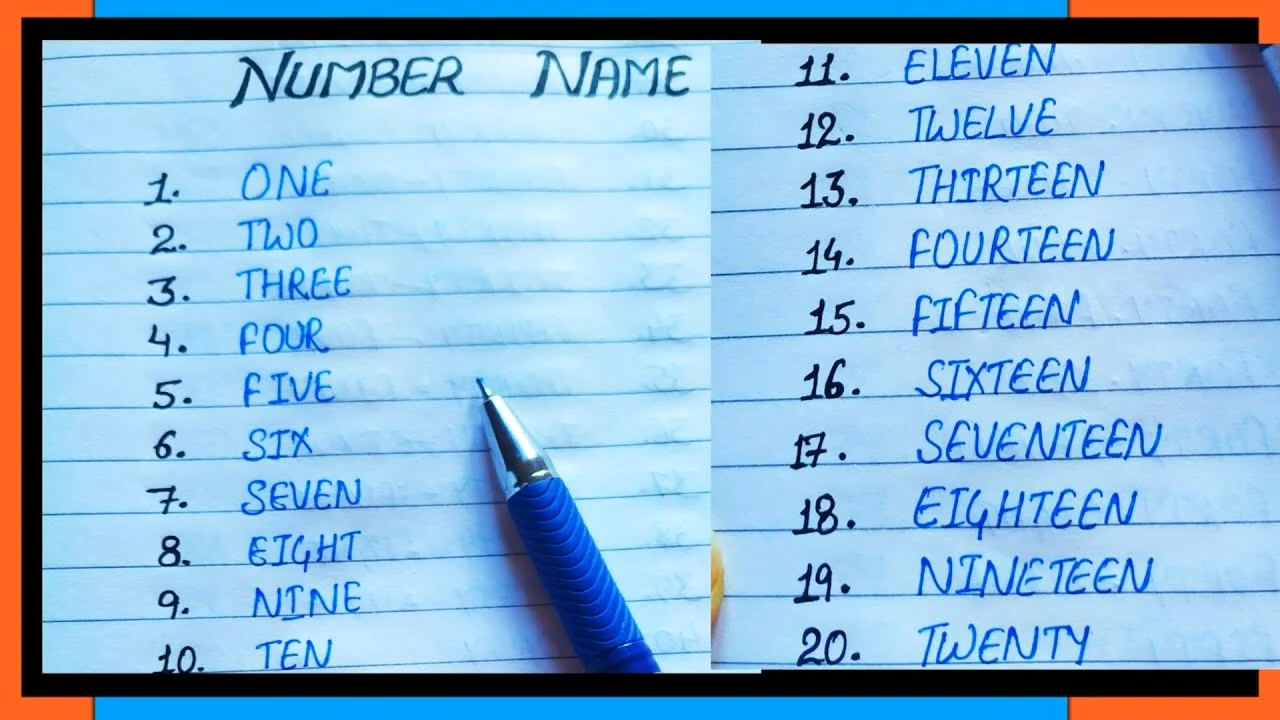 NUMBER NAME
1. ONE
2. TWO
3. THREE
4. FOUR
5. FIVE
6. SIX
7. SEVEN
8. EIGHT
9. NINE
10. TEN
11. ELEVEN
12. TWELVE
13. THIRTEEN
14. FOURTEEN
15. FIFTEEN
16. SIXTEEN
17. SEVENTEEN
18. EIGHTEEN
19. NINETEEN
20. TWENTY